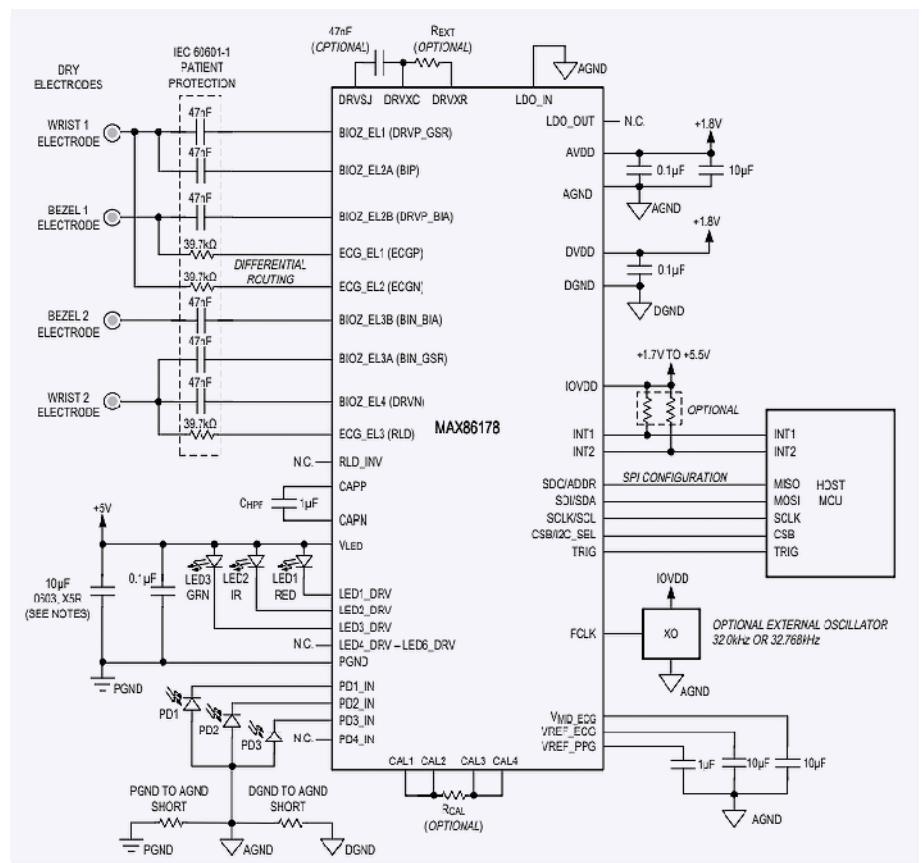 47nF
(OPTIONAL)
REXT
(OPTIONAL)
IEC 60601-1
PATIENT
PROTECTION
DRY
ELECTRODES
AGND
DRVSJ
DRVXC
DRVXR
LDO_IN
47nF
WRIST 1
ELECTRODE
BIOZ_EL1 (DRVP_GSR)
LDO_OUT
N.C.
+1.8V
47nF
BIOZ_EL2A (BIP)
AVDD
0.1µF
10µF
AGND
AGND
47nF
BEZEL 1
ELECTRODE
BIOZ_EL2B (DRVP_BIA)
+1.8V
39.7kΩ
ECG_EL1 (ECGP)
DVDD
DIFFERENTIAL
ROUTING
0.1µF
39.7kΩ
ECG_EL2 (ECGN)
DGND
DGND
47nF
BEZEL 2
ELECTRODE
BIOZ_EL3B (BIN_BIA)
47nF
BIOZ_EL3A (BIN_GSR)
+1.7V TO +5.5V
IOVDD
47nF
WRIST 2
ELECTRODE
BIOZ_EL4 (DRVN)
OPTIONAL
39.7kΩ
ECG_EL3 (RLD)
MAX86178
INT1
INT1
INT2
INT2
N.C.
RLD_INV
SDO/ADDR
SPI CONFIGURATION
MISO
HOST
MCU
CAPP
SDI/SDA
MOSI
CHPF
1µF
SCLK/SCL
SCLK
CAPN
CSB/I2C_SEL
CSB
+5V
VLED
TRIG
TRIG
10µF
0603, X5R
(SEE NOTES)
0.1µF
LED3
GRN
LED2
IR
LED1
RED
IOVDD
LED1_DRV
LED2_DRV
LED3_DRV
FCLK
XO
OPTIONAL EXTERNAL OSCILLATOR
32.0kHz OR 32.768kHz
N.C.
LED4_DRV – LED6_DRV
PGND
PGND
AGND
PD1
PD1_IN
PD2
PD2_IN
PD3
PD3_IN
N.C.
PD4_IN
VMID_ECG
VREF_ECG
VREF_PPG
1µF
10µF
10µF
CAL1
CAL2
CAL3
CAL4
AGND
PGND TO AGND
SHORT
DGND TO AGND
SHORT
RCAL
(OPTIONAL)
PGND
AGND
DGND